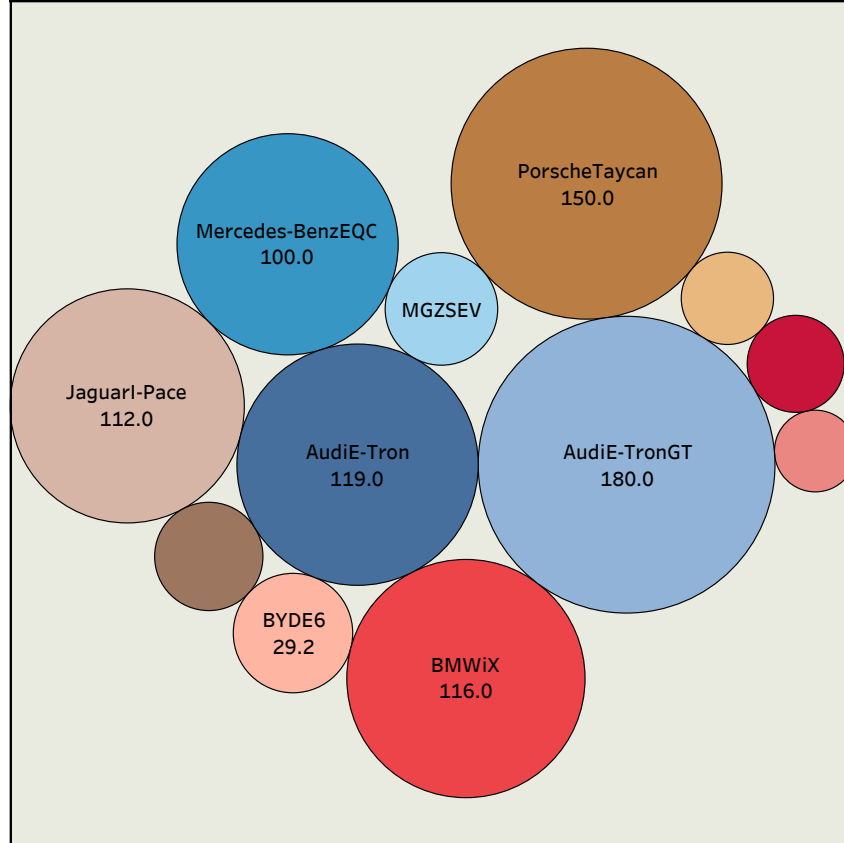 PorscheTaycan
150.0
Mercedes-BenzEQC
100.0
MGZSEV
JaguarI-Pace
112.0
AudiE-Tron
119.0
AudiE-TronGT
180.0
BYDE6
29.2
BMWiX
116.0